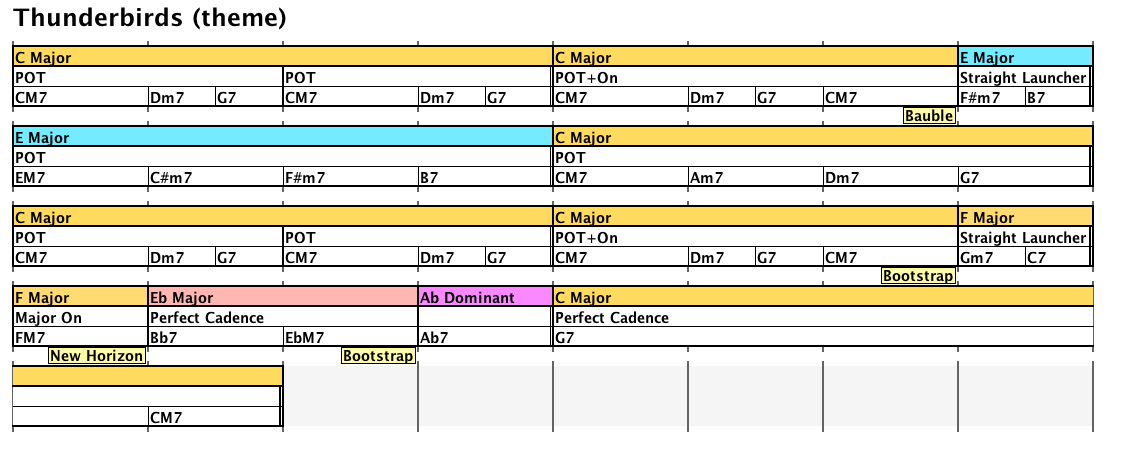 Thunderbirds (theme)
C Major C Major E Major
POT POT POT+On Straight Launcher
CM7 Dm7 G7 CM7 Dm7 G7 CM7 Dm7 G7 CM7 F#m7 B7
Bauble
E Major C Major
POT POT
EM7 C#m7 F#m7 B7 CM7 Am7 Dm7 G7
C Major C Major F Major
POT POT POT+On Straight Launcher
CM7 Dm7 G7 CM7 Dm7 G7 CM7 Dm7 G7 CM7 Gm7 C7
Bootstrap
F Major Eb Major Ab Dominant C Major
Major On Perfect Cadence Perfect Cadence
FM7 Bb7 EbM7 Ab7 G7
New Horizon Bootstrap
CM7